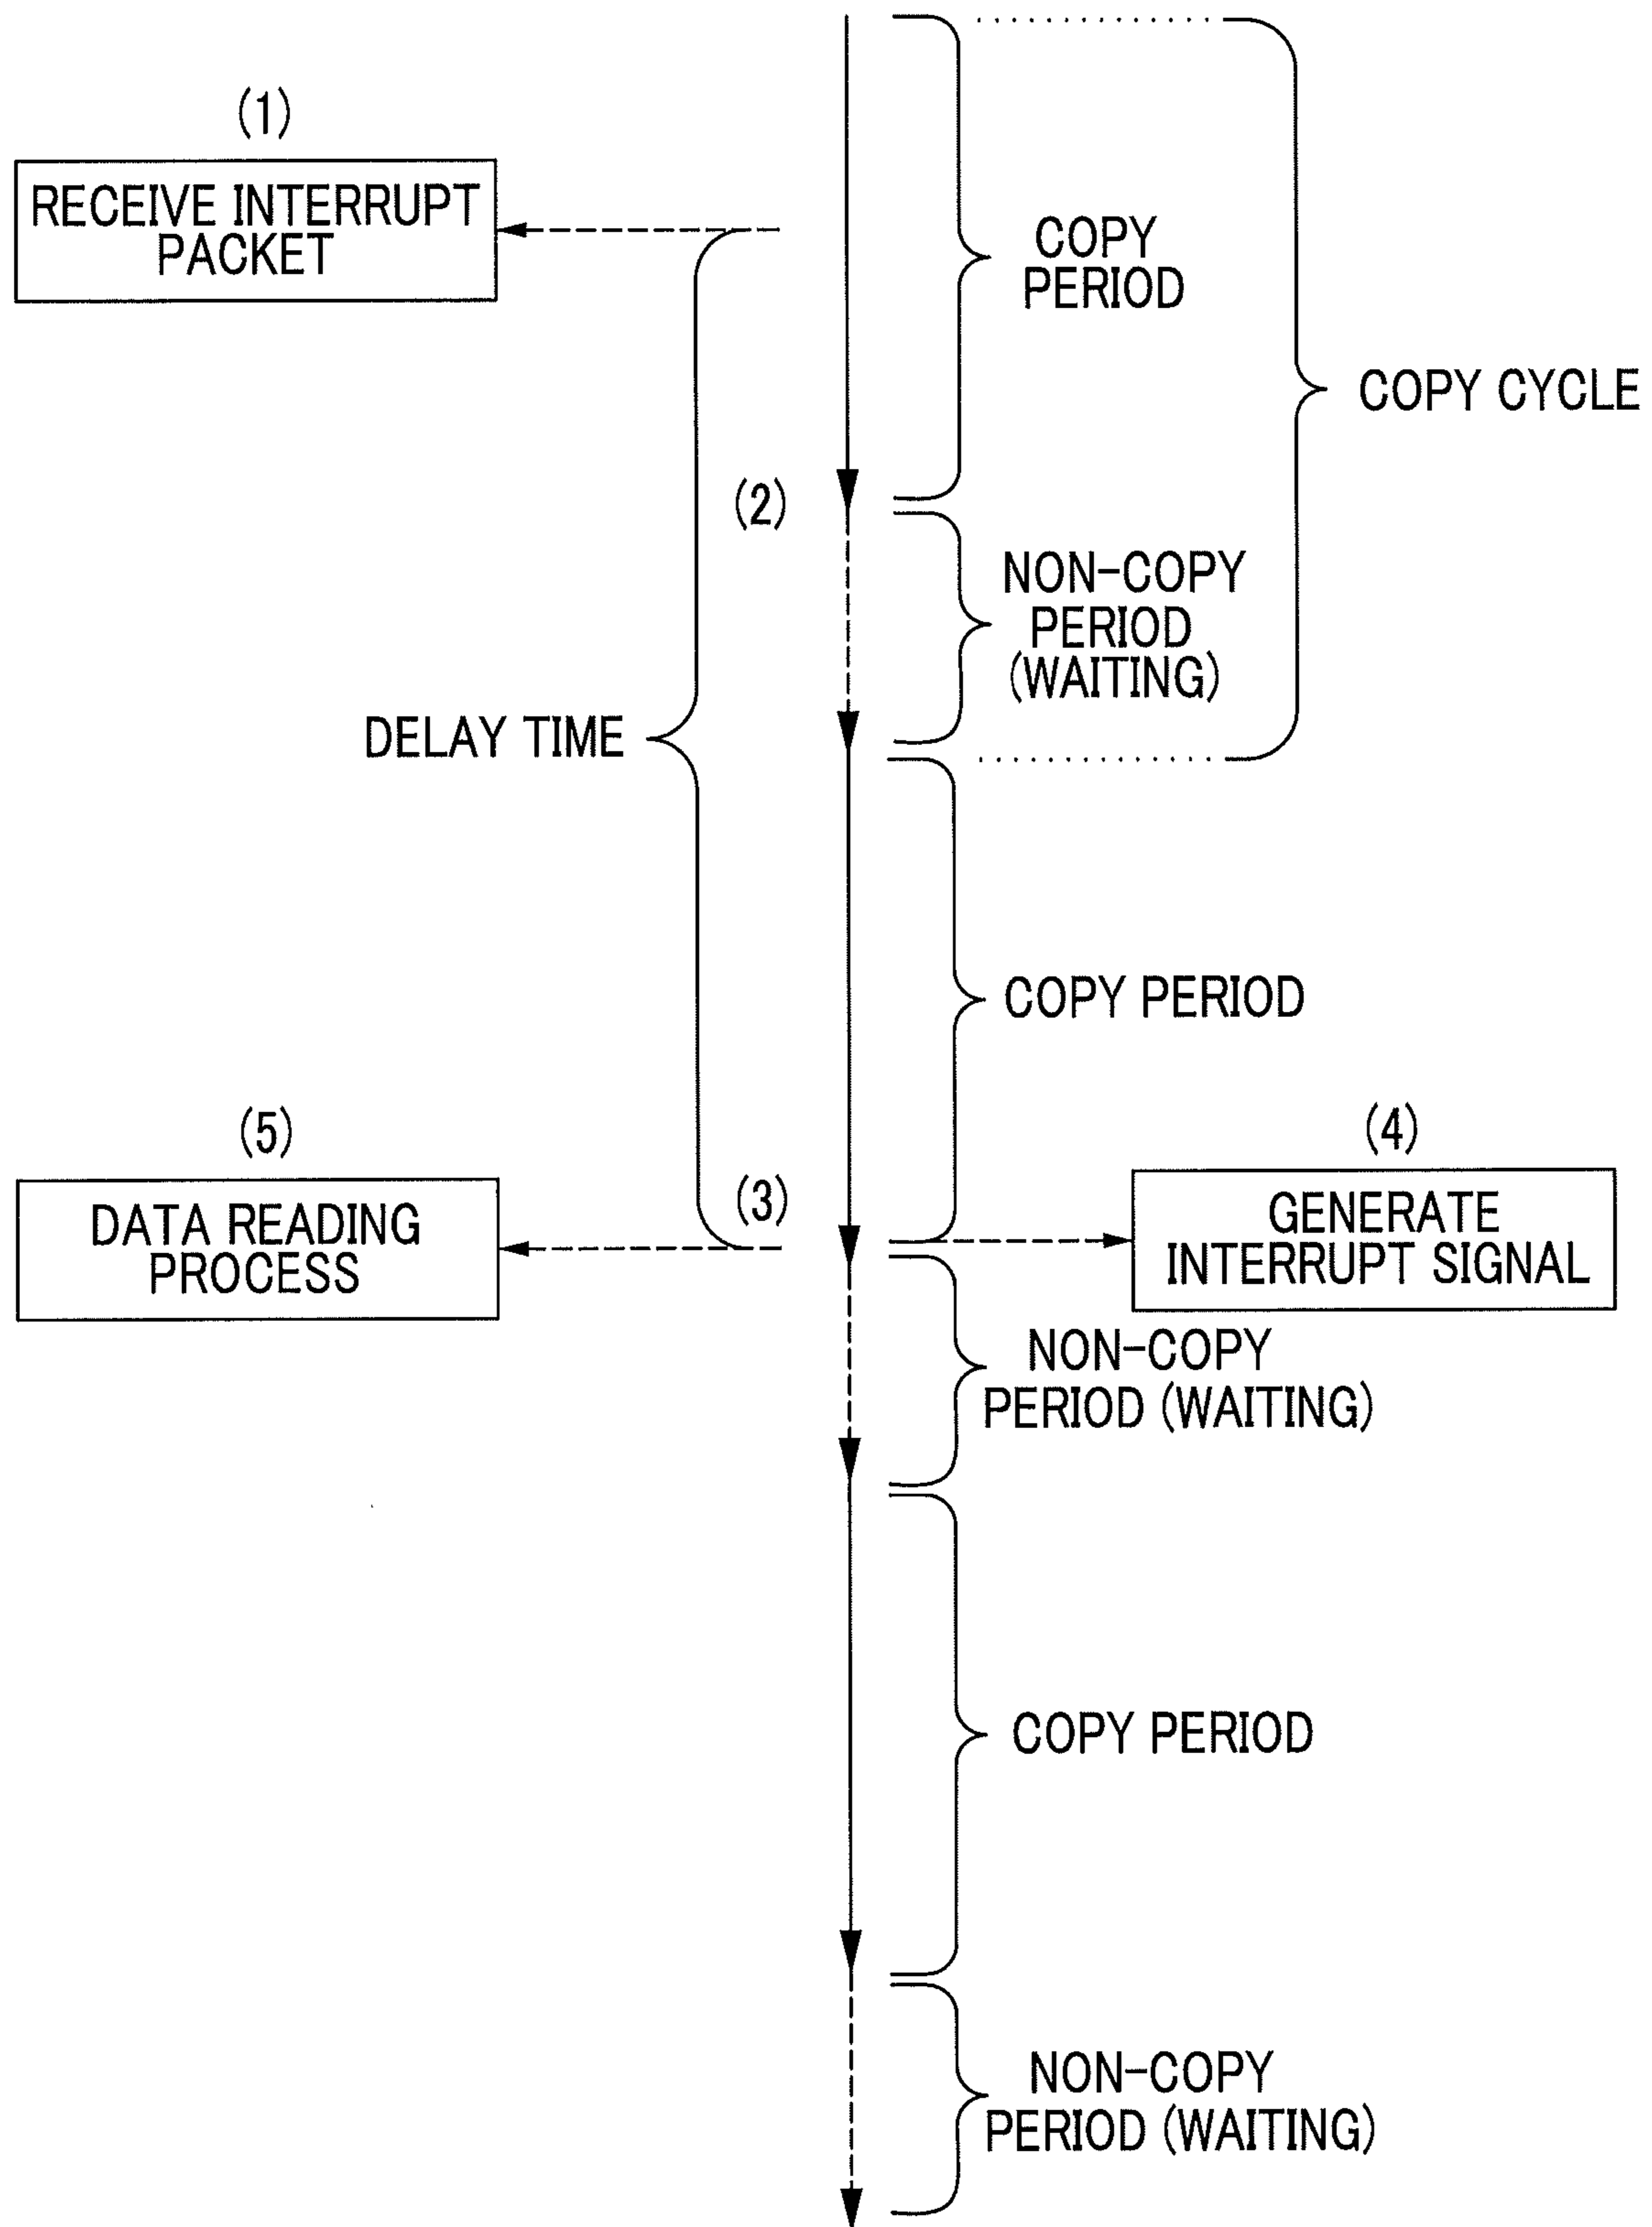 (1)
RECEIVE INTERRUPT
PACKET
COPY
PERIOD
COPY CYCLE
(2)
NON-COPY
PERIOD
(WAITING)
DELAY TIME
COPY PERIOD
(5)
DATA READING
PROCESS
(3)
(4)
GENERATE
INTERRUPT SIGNAL
NON-COPY
PERIOD (WAITING)
COPY PERIOD
NON-COPY
PERIOD (WAITING)